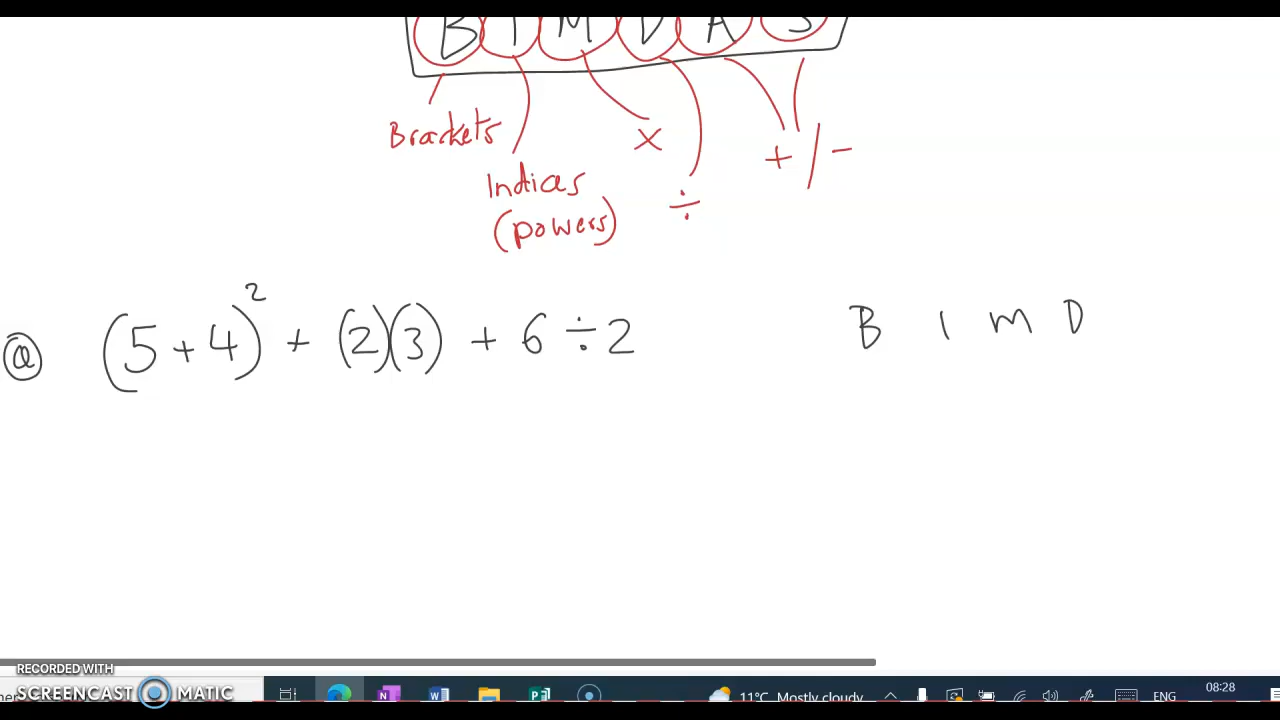 B I M D A S
Brackets
×
+/-
Indices
(powers)
÷
ⓐ (5+4)² + (2)(3) + 6 ÷ 2
B I M D
RECORDED WITH
SCREENCAST MATIC
11°C Mostly cloudy
ENG
08:28